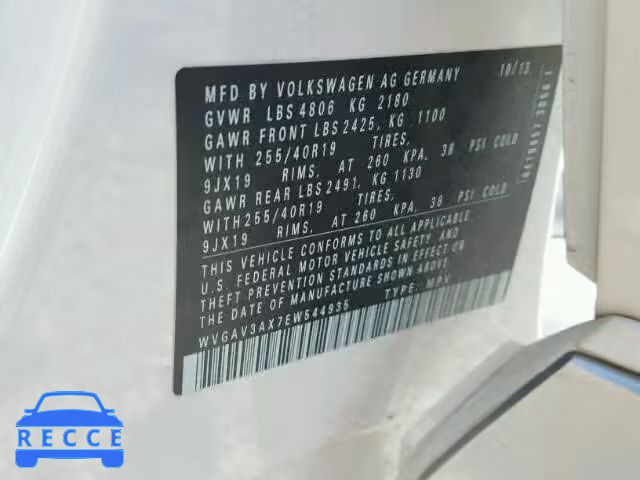 MFD BY VOLKSWAGEN AG GERMANY 10/13
GVWR LBS 4806 KG 2180
GAWR FRONT LBS 2425, KG 1100
WITH 255/40R19 TIRES,
9JX19 RIMS, AT 260 KPA, 38 PSI COLD
GAWR REAR LBS 2491, KG 1130
WITH 255/40R19 TIRES,
9JX19 RIMS, AT 260 KPA, 38 PSI COLD
THIS VEHICLE CONFORMS TO ALL APPLICABLE
U.S. FEDERAL MOTOR VEHICLE SAFETY AND
THEFT PREVENTION STANDARDS IN EFFECT ON
THE DATE OF MANUFACTURE SHOWN ABOVE.
WVGAV3AX7EW544935 TYPE: MPV
RECCE